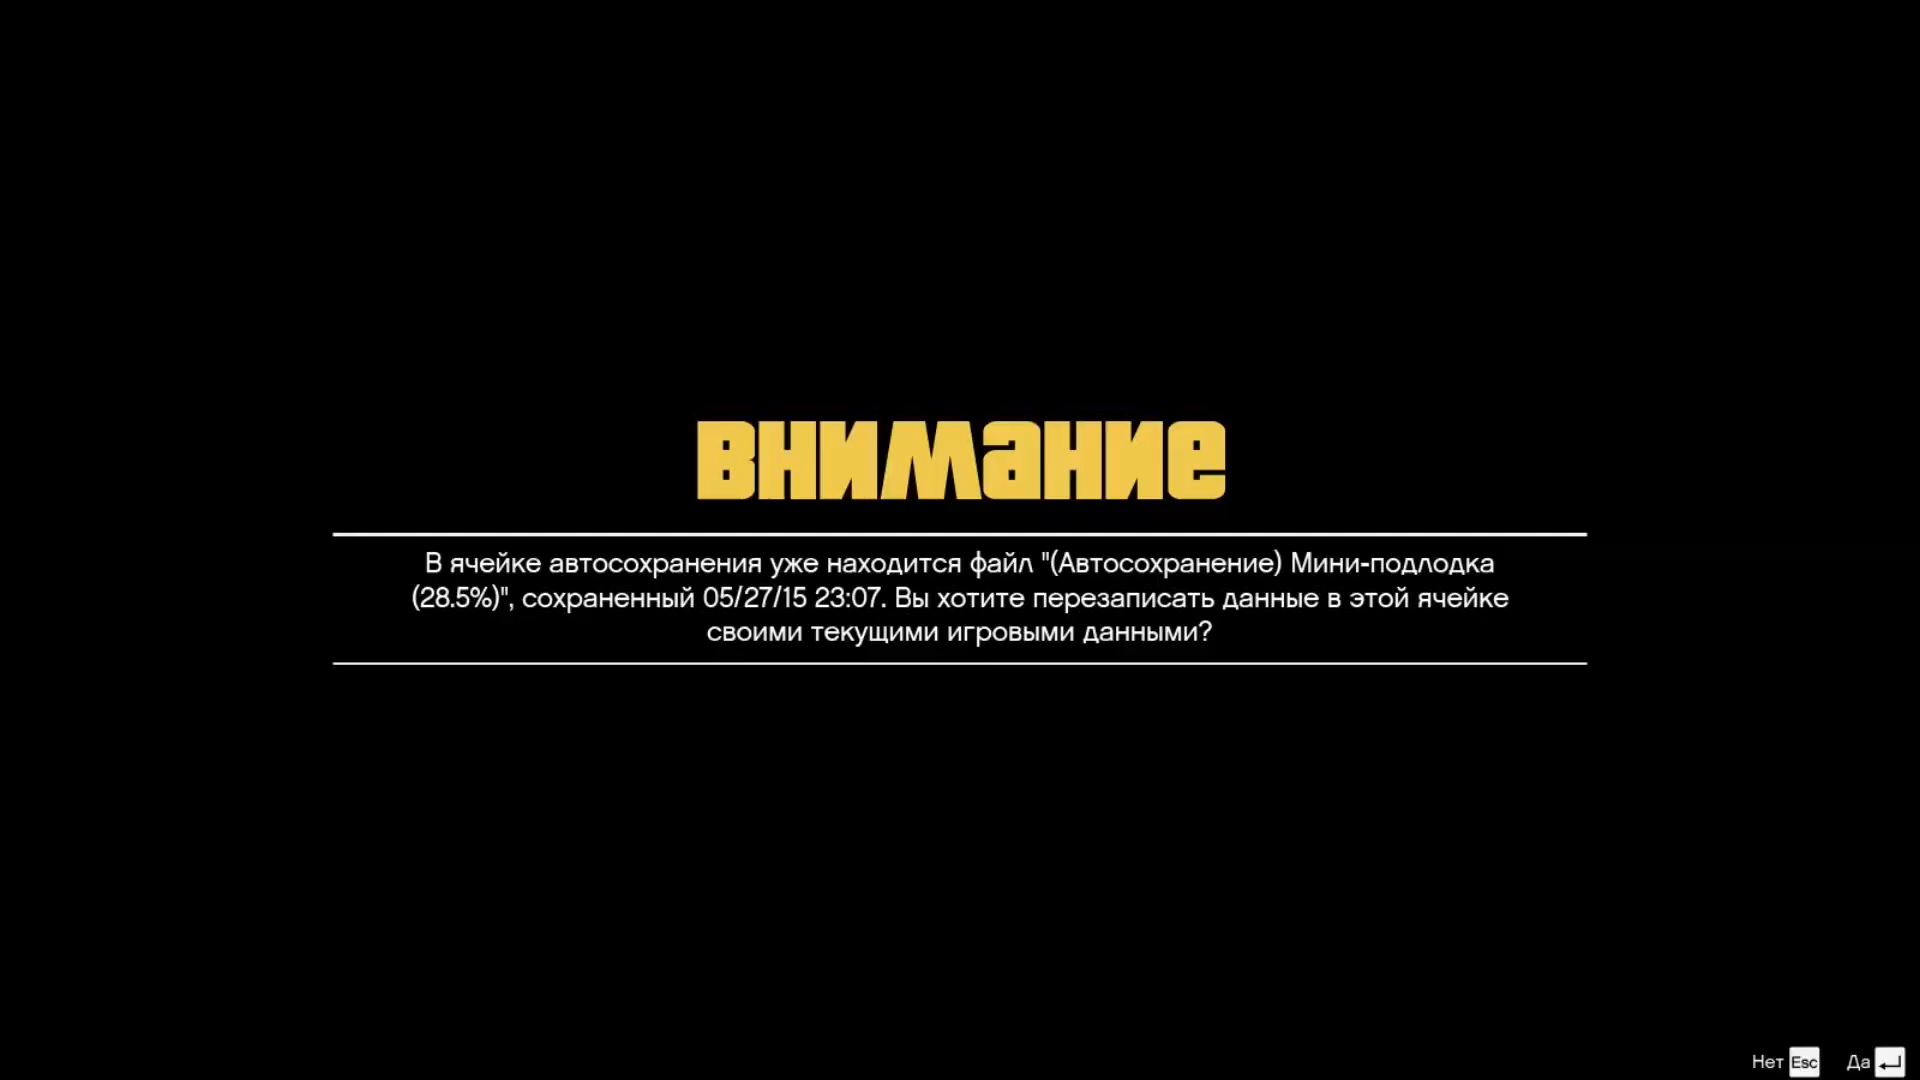 внимание
В ячейке автосохранения уже находится файл "(Автосохранение) Мини-подлодка
(28.5%)", сохраненный 05/27/15 23:07. Вы хотите перезаписать данные в этой ячейке
своими текущими игровыми данными?
Нет Esc Да